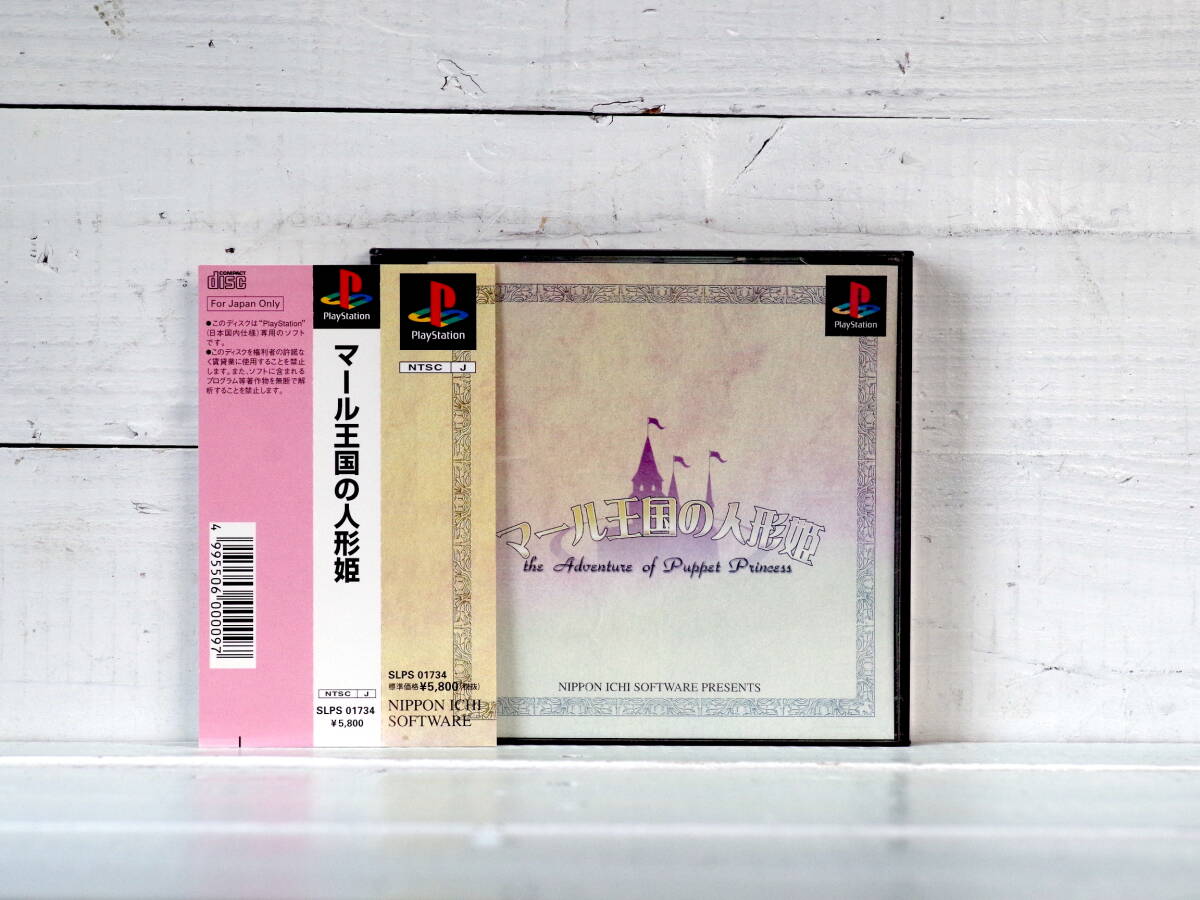 COMPACT
disc
For Japan Only
●このディスクは"PlayStation"
(日本国内仕様)専用のソフト
です。
●このディスクを権利者の許諾な
く賃貸業に使用することを禁止
します。また、ソフトに含まれる
プログラム等著作物を無断で解
析することを禁止します。
4 995506 000097
PlayStation
マール王国の人形姫
NTSC J
SLPS 01734
¥5,800
PlayStation
NTSC J
SLPS 01734
標準価格¥5,800(税抜)
NIPPON ICHI
SOFTWARE
PlayStation
マール王国の人形姫
the Adventure of Puppet Princess
NIPPON ICHI SOFTWARE PRESENTS